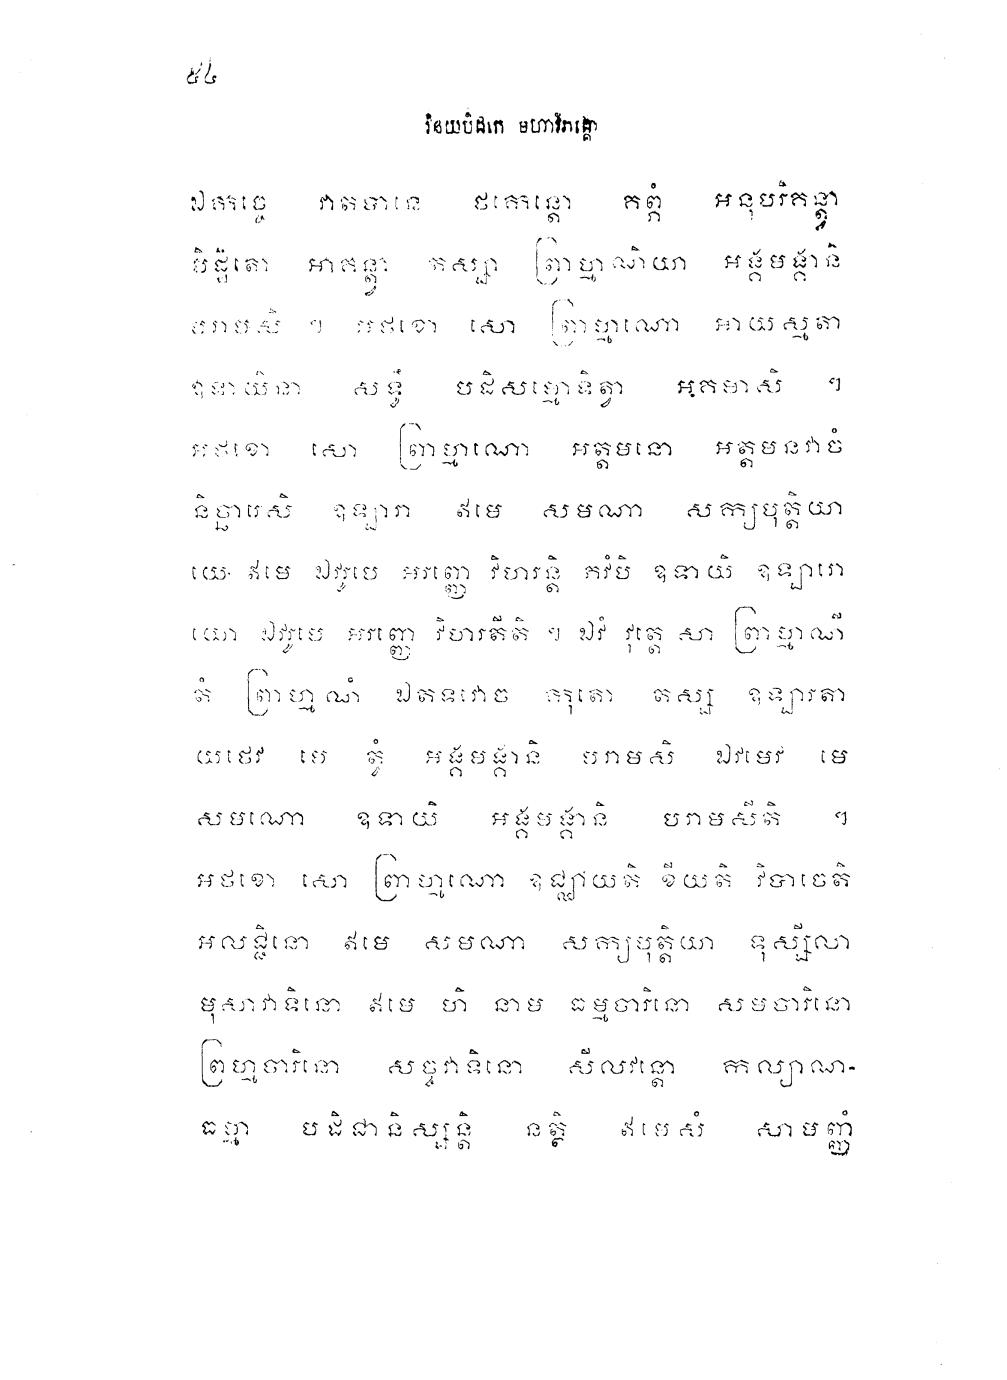 ៥៤
វិនយបិដកេ មហាវិភង្គោ
ឯកច្ចេ វាតទានេ ថកេន្តោ គព្ភំ អនុបរិគន្ត្វា
បិដ្ឋិតោ អាគន្ត្វា តស្សា ព្រាហ្មណិយា អង្គមង្គានិ
បរាមសិ ។ អថខោ សោ ព្រាហ្មណោ អាយស្មតា
ឧទាយិនា សទ្ធឹ បដិសម្មោទិត្វា អគមាសិ ។
អថខោ សោ ព្រាហ្មណោ អត្តមនោ អត្តមនវាចំ
និច្ឆារេសិ ឧឡារា ឥមេ សមណា សក្យបុត្តិយា
យេ ឥមេ ឯវរូបេ អរញ្ញេ វិហរន្តិ ភវំបិ ឧទាយិ ឧឡារោ
យោ ឯវរូបេ អរញ្ញេ វិហរតីតិ ។ ឯវំ វុត្តេ សា ព្រាហ្មណី
តំ ព្រាហ្មណំ ឯតទវោច កុតោ តស្ស ឧឡារតា
យថេវ មេ ត្វំ អង្គមង្គានិ បរាមសិ ឯវមេវ មេ
សមណោ ឧទាយិ អង្គមង្គានិ បរាមសីតិ ។
អថខោ សោ ព្រាហ្មណោ ឧជ្ឈាយតិ ខីយតិ វិបាចេតិ
អលជ្ជិនោ ឥមេ សមណា សក្យបុត្តិយា ទុស្សីលា
មុសាវាទិនោ ឥមេ ហិ នាម ធម្មចារិនោ សមចារិនោ
ព្រហ្មចារិនោ សច្ចវាទិនោ សីលវន្តោ កល្យាណ-
ធម្មា បដិជានិស្សន្តិ នត្ថិ ឥមេសំ សាមញ្ញំ